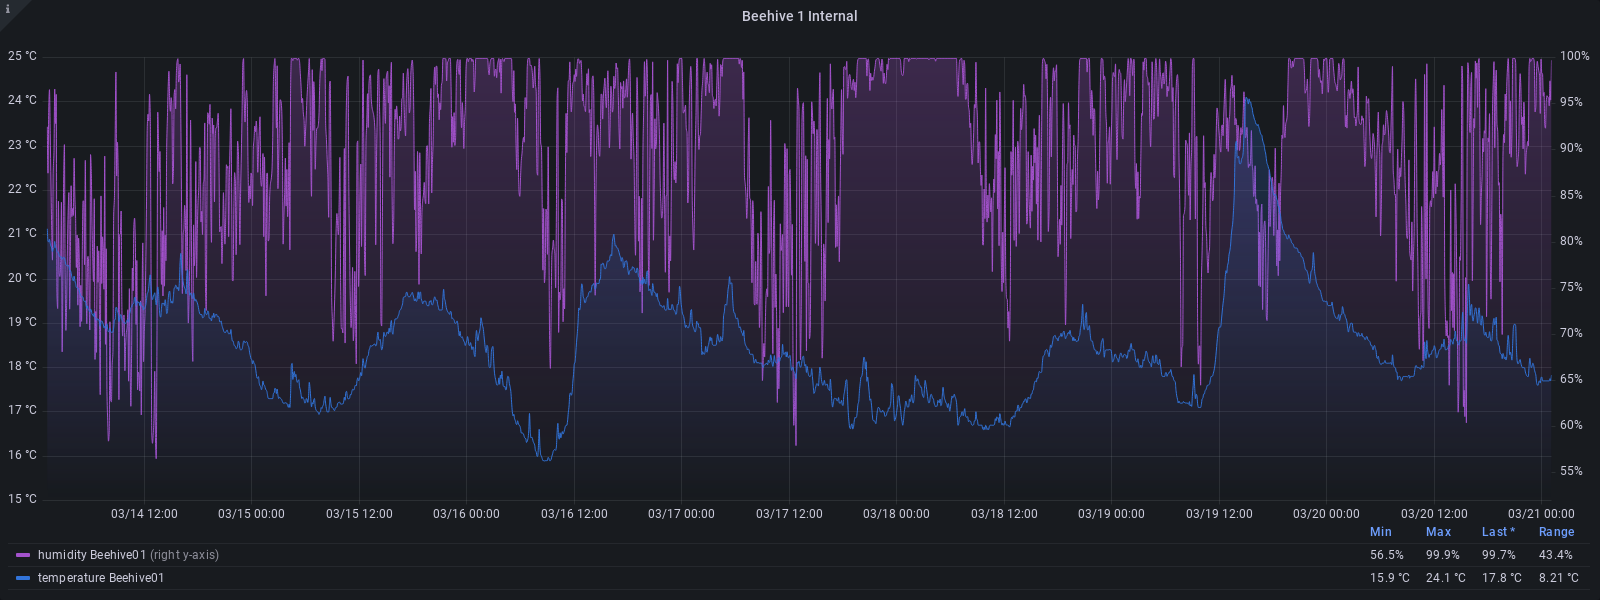 i
Beehive 1 Internal
25 °C 100%
24 °C 95%
23 °C 90%
22 °C 85%
21 °C 80%
20 °C 75%
19 °C 70%
18 °C 65%
17 °C 60%
16 °C 55%
15 °C
03/14 12:00 03/15 00:00 03/15 12:00 03/16 00:00 03/16 12:00 03/17 00:00 03/17 12:00 03/18 00:00 03/18 12:00 03/19 00:00 03/19 12:00 03/20 00:00 03/20 12:00 03/21 00:00
Min Max Last * Range
humidity Beehive01 (right y-axis) 56.5% 99.9% 99.7% 43.4%
temperature Beehive01 15.9 °C 24.1 °C 17.8 °C 8.21 °C